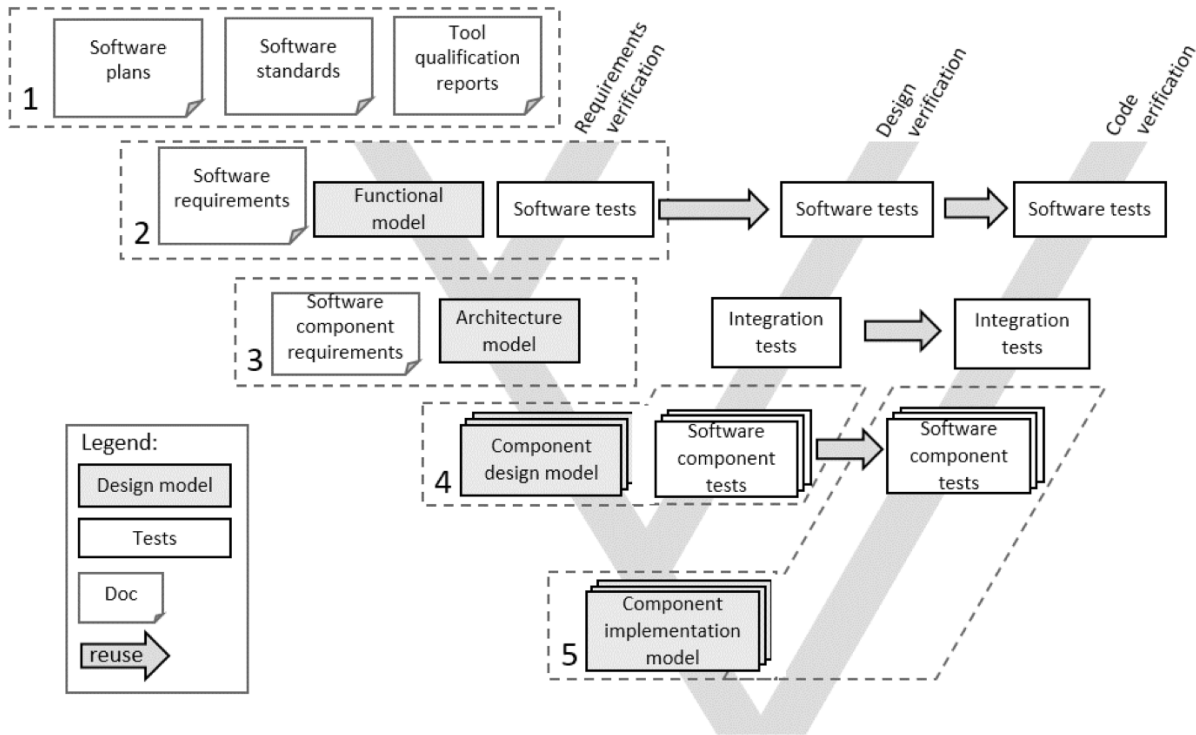 1
Software
plans
Software
standards
Tool
qualification
reports
Requirements
verification
Design
verification
Code
verification
2
Software
requirements
Functional
model
Software tests
Software tests
Software tests
3
Software
component
requirements
Architecture
model
Integration
tests
Integration
tests
4
Component
design model
Software
component
tests
Software
component
tests
5
Component
implementation
model
Legend:
Design model
Tests
Doc
reuse